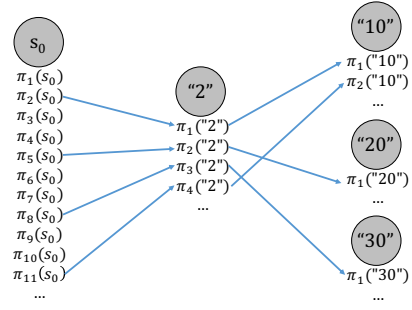 s₀
π₁(s₀)
π₂(s₀)
π₃(s₀)
π₄(s₀)
π₅(s₀)
π₆(s₀)
π₇(s₀)
π₈(s₀)
π₉(s₀)
π₁₀(s₀)
π₁₁(s₀)
...
“2”
π₁("2")
π₂("2")
π₃("2")
π₄("2")
...
“10”
π₁("10")
π₂("10")
...
“20”
π₁("20")
...
“30”
π₁("30")
...